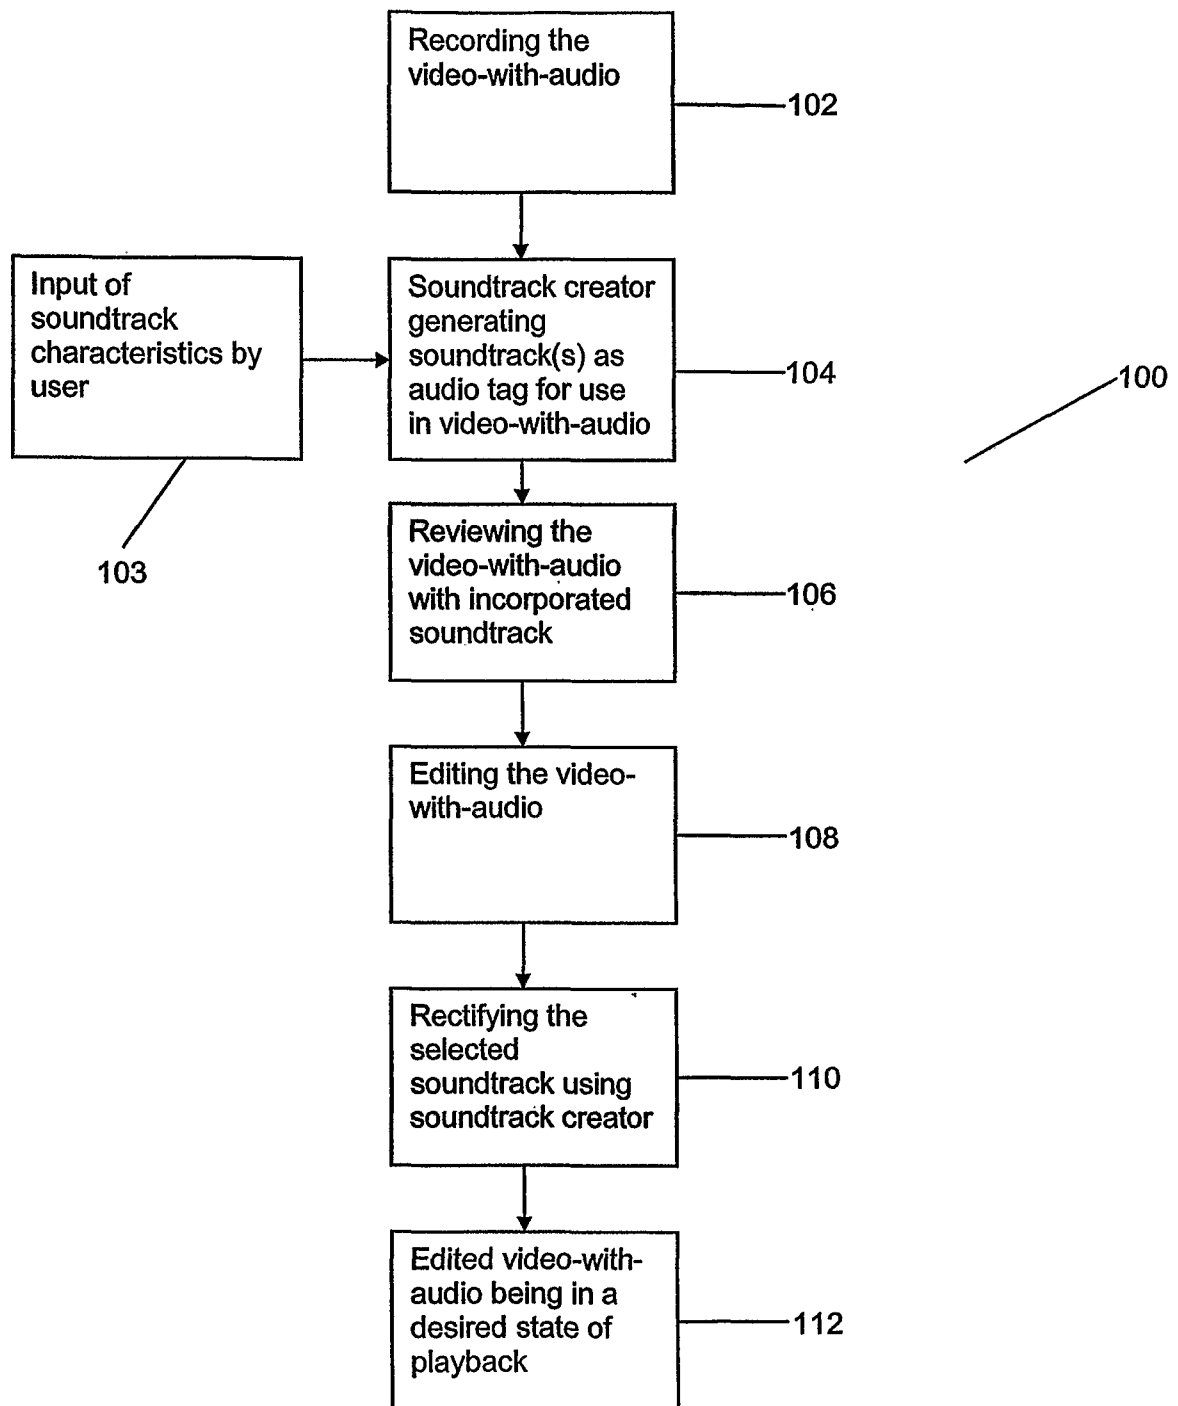 Recording the
video-with-audio
102
Input of
soundtrack
characteristics by
user
103
Soundtrack creator
generating
soundtrack(s) as
audio tag for use
in video-with-audio
104
100
Reviewing the
video-with-audio
with incorporated
soundtrack
106
Editing the video-
with-audio
108
Rectifying the
selected
soundtrack using
soundtrack creator
110
Edited video-with-
audio being in a
desired state of
playback
112